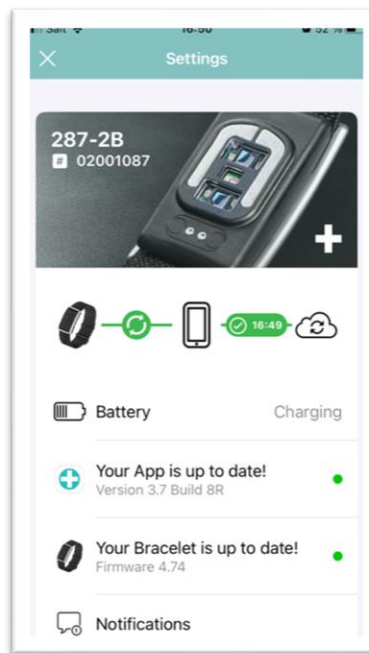 Settings
287-2B
# 02001087
16:49
Battery Charging
Your App is up to date!
Version 3.7 Build 8R
Your Bracelet is up to date!
Firmware 4.74
Notifications